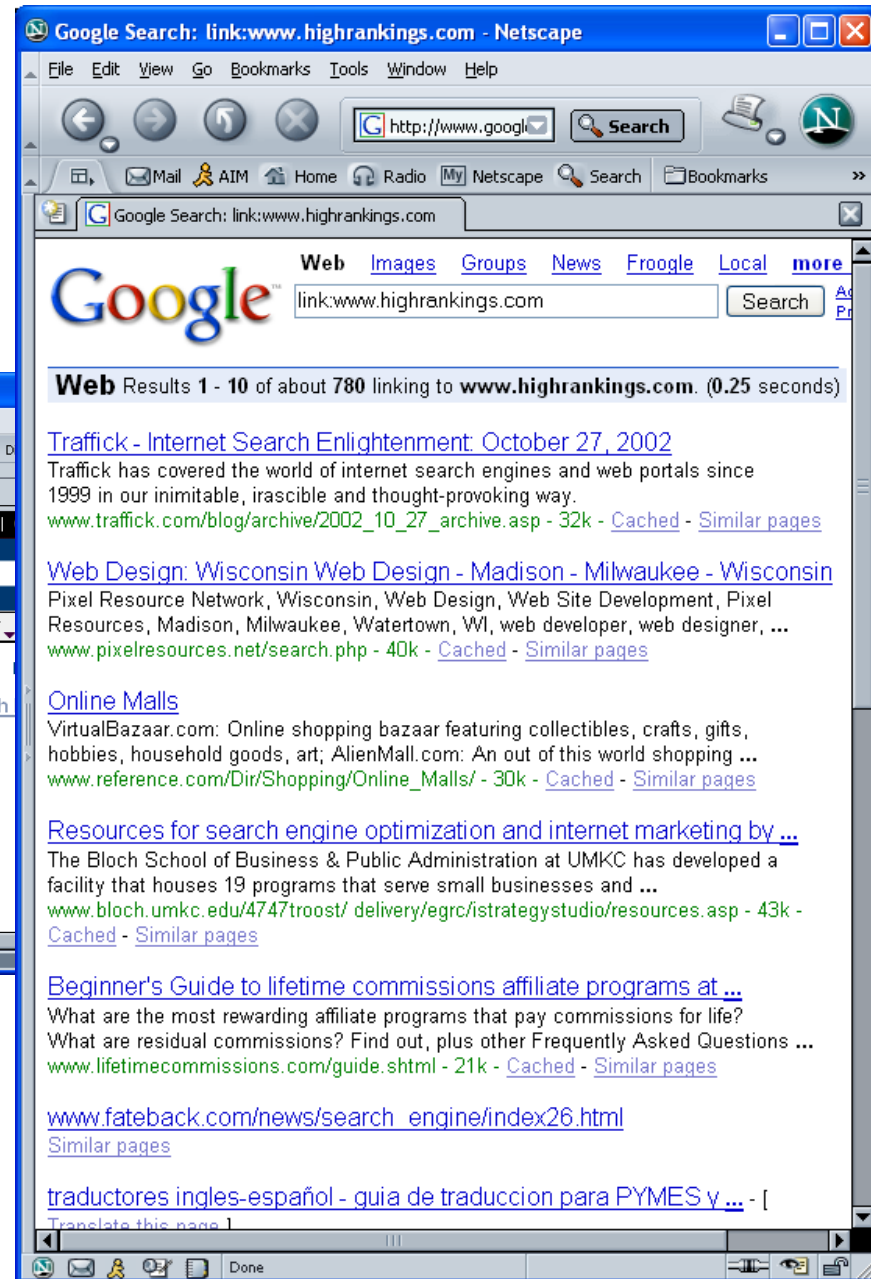 Google Search: link:www.highrankings.com - Netscape
File Edit View Go Bookmarks Tools Window Help
http://www.googl Search
Mail AIM Home Radio My Netscape Search Bookmarks »
Google Search: link:www.highrankings.com
Web Images Groups News Froogle Local more
Google™
link:www.highrankings.com Search
Web Results 1 - 10 of about 780 linking to www.highrankings.com. (0.25 seconds)
Traffick - Internet Search Enlightenment: October 27, 2002
Traffick has covered the world of internet search engines and web portals since
1999 in our inimitable, irascible and thought-provoking way.
www.traffick.com/blog/archive/2002_10_27_archive.asp - 32k - Cached - Similar pages
Web Design: Wisconsin Web Design - Madison - Milwaukee - Wisconsin
Pixel Resource Network, Wisconsin, Web Design, Web Site Development, Pixel
Resources, Madison, Milwaukee, Watertown, WI, web developer, web designer, ...
www.pixelresources.net/search.php - 40k - Cached - Similar pages
Online Malls
VirtualBazaar.com: Online shopping bazaar featuring collectibles, crafts, gifts,
hobbies, household goods, art; AlienMall.com: An out of this world shopping ...
www.reference.com/Dir/Shopping/Online_Malls/ - 30k - Cached - Similar pages
Resources for search engine optimization and internet marketing by ...
The Bloch School of Business & Public Administration at UMKC has developed a
facility that houses 19 programs that serve small businesses and ...
www.bloch.umkc.edu/4747troost/ delivery/egrc/istrategystudio/resources.asp - 43k -
Cached - Similar pages
Beginner's Guide to lifetime commissions affiliate programs at ...
What are the most rewarding affiliate programs that pay commissions for life?
What are residual commissions? Find out, plus other Frequently Asked Questions ...
www.lifetimecommissions.com/guide.shtml - 21k - Cached - Similar pages
www.fateback.com/news/search_engine/index26.html
Similar pages
traductores ingles-español - guia de traduccion para PYMES y ... - [
Translate this page ]
Done